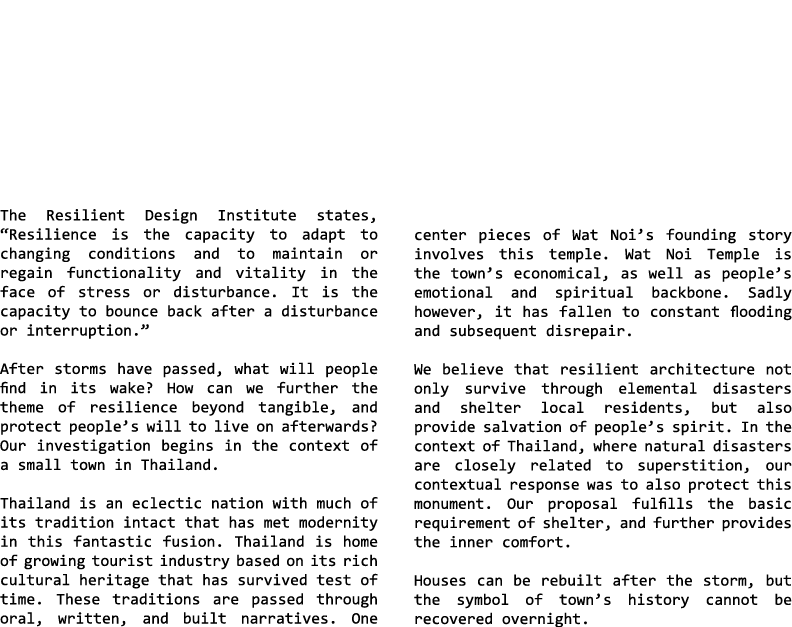 The Resilient Design Institute states,
“Resilience is the capacity to adapt to
changing conditions and to maintain or
regain functionality and vitality in the
face of stress or disturbance. It is the
capacity to bounce back after a disturbance
or interruption.”
After storms have passed, what will people
find in its wake? How can we further the
theme of resilience beyond tangible, and
protect people’s will to live on afterwards?
Our investigation begins in the context of
a small town in Thailand.
Thailand is an eclectic nation with much of
its tradition intact that has met modernity
in this fantastic fusion. Thailand is home
of growing tourist industry based on its rich
cultural heritage that has survived test of
time. These traditions are passed through
oral, written, and built narratives. One
center pieces of Wat Noi’s founding story
involves this temple. Wat Noi Temple is
the town’s economical, as well as people’s
emotional and spiritual backbone. Sadly
however, it has fallen to constant flooding
and subsequent disrepair.
We believe that resilient architecture not
only survive through elemental disasters
and shelter local residents, but also
provide salvation of people’s spirit. In the
context of Thailand, where natural disasters
are closely related to superstition, our
contextual response was to also protect this
monument. Our proposal fulfills the basic
requirement of shelter, and further provides
the inner comfort.
Houses can be rebuilt after the storm, but
the symbol of town’s history cannot be
recovered overnight.